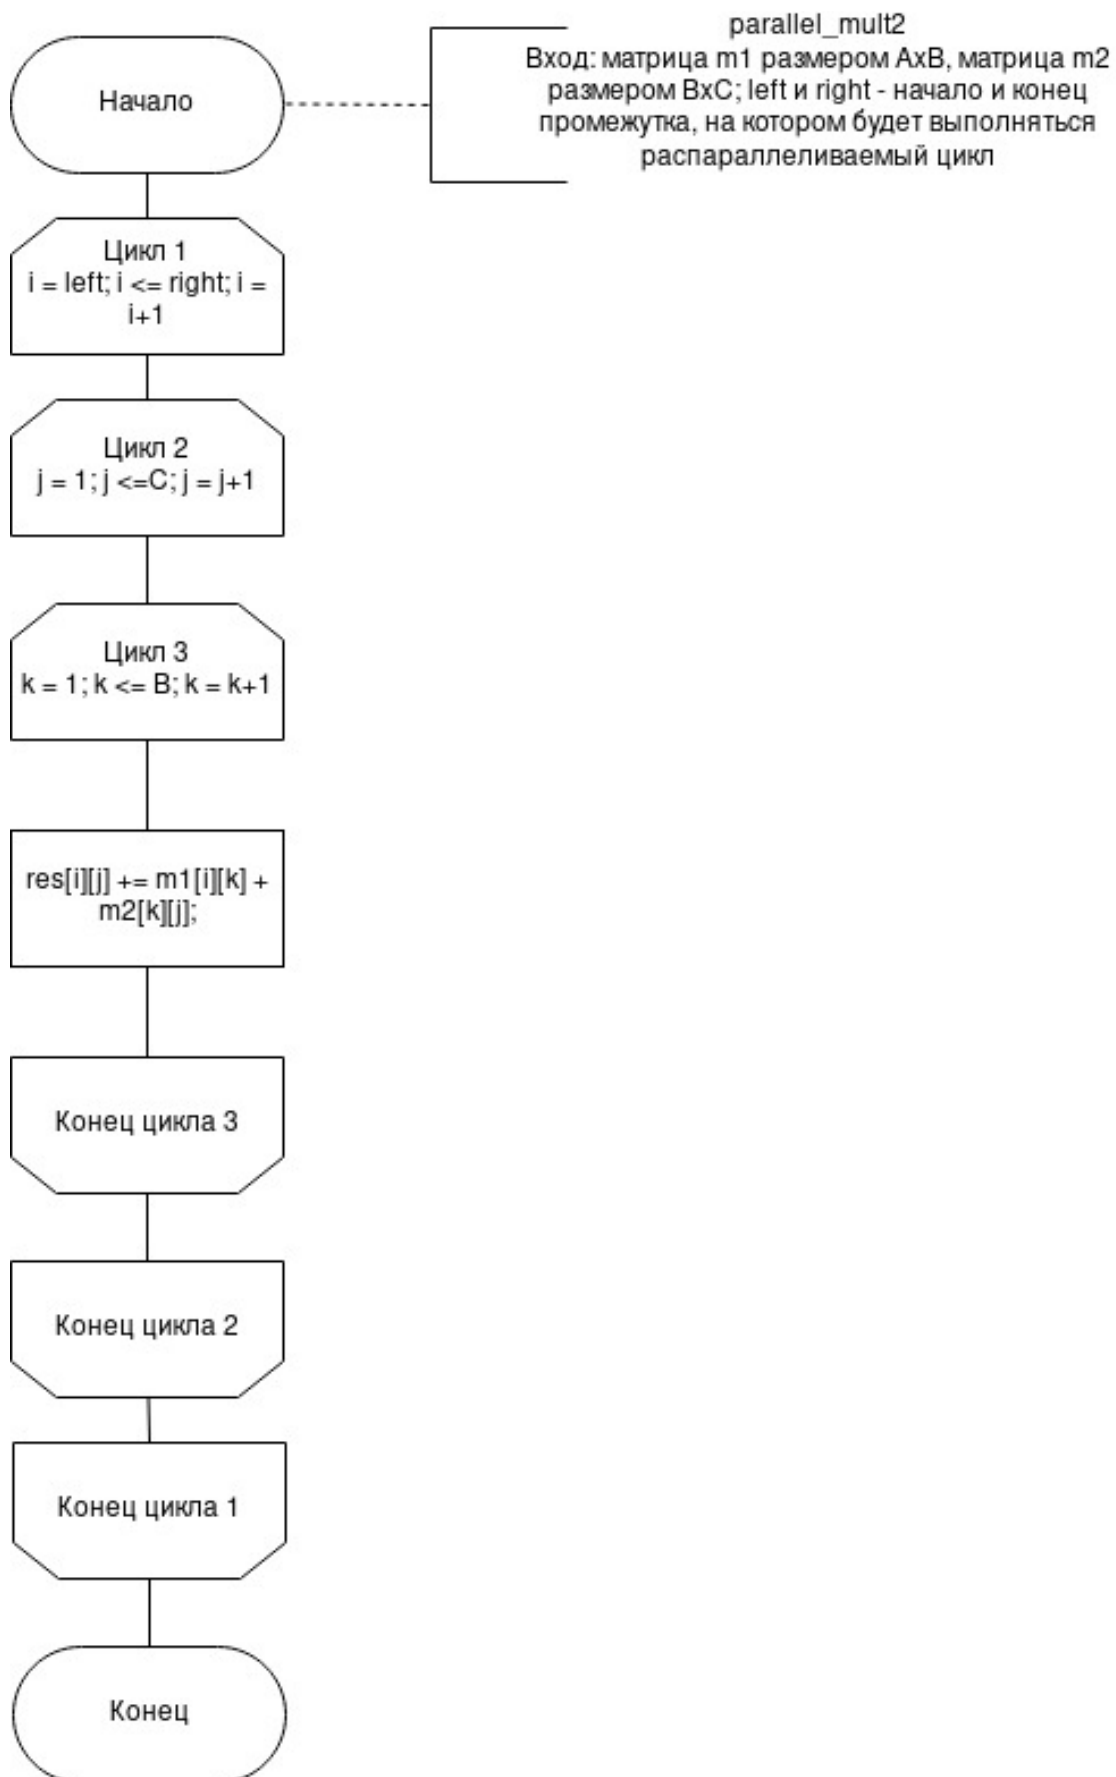 parallel_mult2
Вход: матрица m1 размером AxB, матрица m2
размером BxC; left и right - начало и конец
промежутка, на котором будет выполняться
распараллеливаемый цикл
Начало
Цикл 1
i = left; i <= right; i =
i+1
Цикл 2
j = 1; j <=C; j = j+1
Цикл 3
k = 1; k <= B; k = k+1
res[i][j] += m1[i][k] +
m2[k][j];
Конец цикла 3
Конец цикла 2
Конец цикла 1
Конец